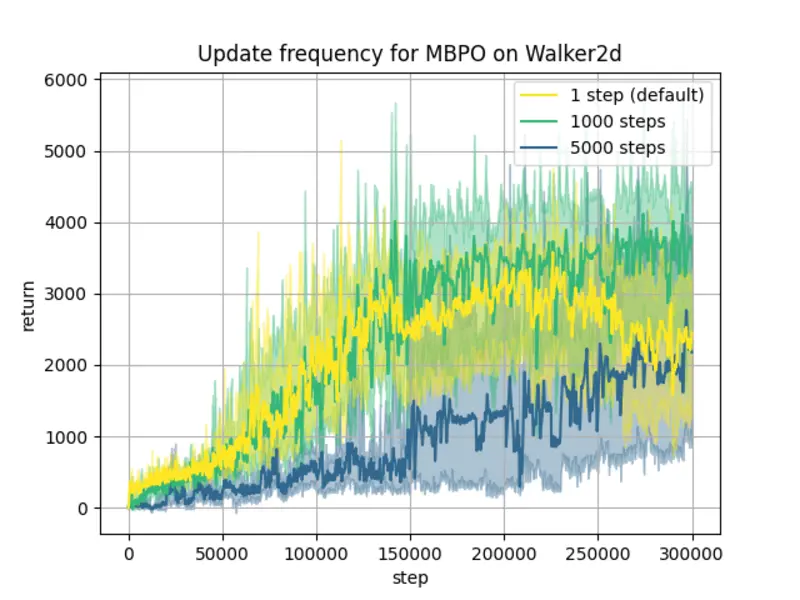 Update frequency for MBPO on Walker2d
1 step (default)
1000 steps
5000 steps
return
6000
5000
4000
3000
2000
1000
0
0 50000 100000 150000 200000 250000 300000
step